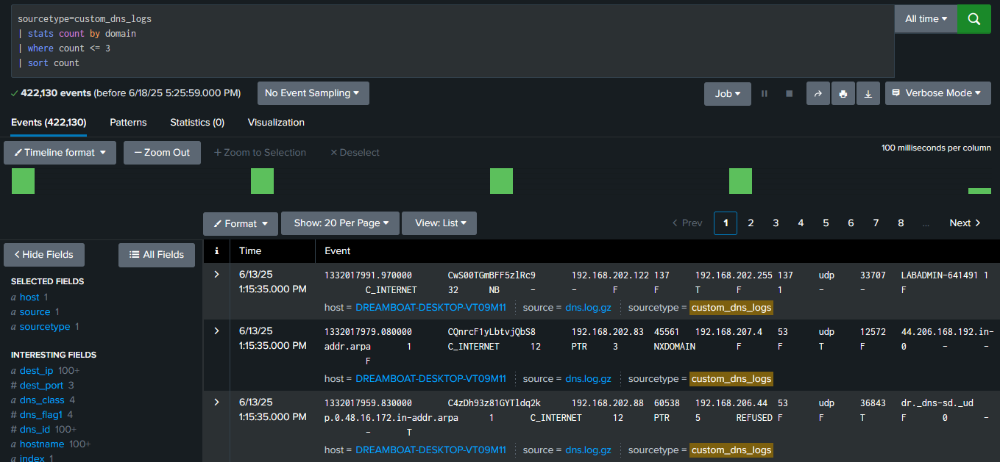 sourcetype=custom_dns_logs
| stats count by domain
| where count <= 3
| sort count
All time
422,130 events (before 6/18/25 5:25:59.000 PM)
No Event Sampling
Job
Verbose Mode
Events (422,130) Patterns Statistics (0) Visualization
Timeline format
— Zoom Out
+ Zoom to Selection
× Deselect
100 milliseconds per column
Format
Show: 20 Per Page
View: List
< Prev 1 2 3 4 5 6 7 8 ... Next >
< Hide Fields
All Fields
SELECTED FIELDS
a host 1
a source 1
a sourcetype 1
INTERESTING FIELDS
a dest_ip 100+
# dest_port 3
a dns_class 4
# dns_flag1 4
# dns_id 100+
a hostname 100+
a index 1
i Time Event
> 6/13/25
1:15:35.000 PM
1332017991.970000 CwS00TGmBFF5zlRc9 192.168.202.122 137 192.168.202.255 137 udp 33707 LABADMIN-641491 1
C_INTERNET 32 NB - - F F T F 1 - - F
host = DREAMBOAT-DESKTOP-VT09M11 source = dns.log.gz sourcetype = custom_dns_logs
> 6/13/25
1:15:35.000 PM
1332017979.080000 CQnrcF1yLbtvjQbS8 192.168.202.83 45561 192.168.207.4 53 udp 12572 44.206.168.192.in-
addr.arpa 1 C_INTERNET 12 PTR 3 NXDOMAIN F F T F 0 - -
F
host = DREAMBOAT-DESKTOP-VT09M11 source = dns.log.gz sourcetype = custom_dns_logs
> 6/13/25
1:15:35.000 PM
1332017959.830000 C4zDh93z81GYTldq2k 192.168.202.88 60538 192.168.206.44 53 udp 36843 dr._dns-sd._ud
p.0.48.16.172.in-addr.arpa 1 C_INTERNET 12 PTR 5 REFUSED F F T F 0 -
- T
host = DREAMBOAT-DESKTOP-VT09M11 source = dns.log.gz sourcetype = custom_dns_logs